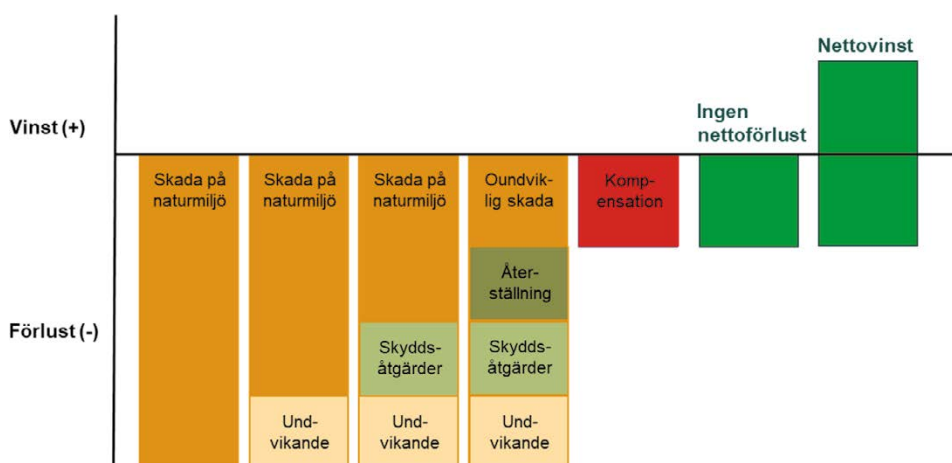 Nettovinst
Vinst (+)
Ingen
nettoförlust
Skada på
naturmiljö
Skada på
naturmiljö
Skada på
naturmiljö
Oundvik-
lig skada
Komp-
ensation
Åter-
ställning
Förlust (-)
Skydds-
åtgärder
Skydds-
åtgärder
Und-
vikande
Und-
vikande
Und-
vikande